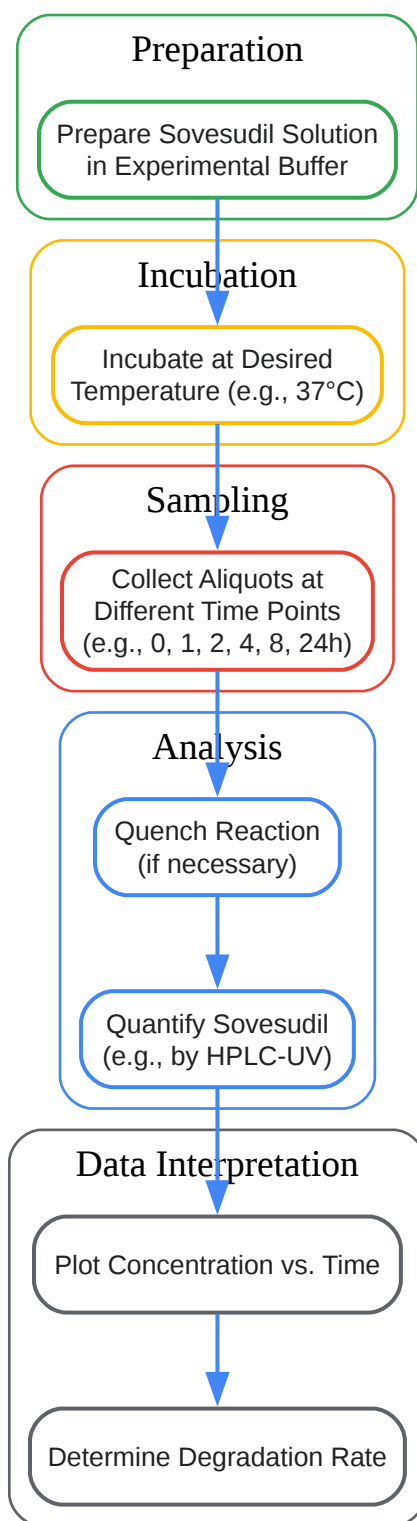 Preparation
Prepare Sovesudil Solution
in Experimental Buffer
Incubation
Incubate at Desired
Temperature (e.g., 37°C)
Sampling
Collect Aliquots at
Different Time Points
(e.g., 0, 1, 2, 4, 8, 24h)
Analysis
Quench Reaction
(if necessary)
Quantify Sovesudil
(e.g., by HPLC-UV)
Data Interpretation
Plot Concentration vs. Time
Determine Degradation Rate